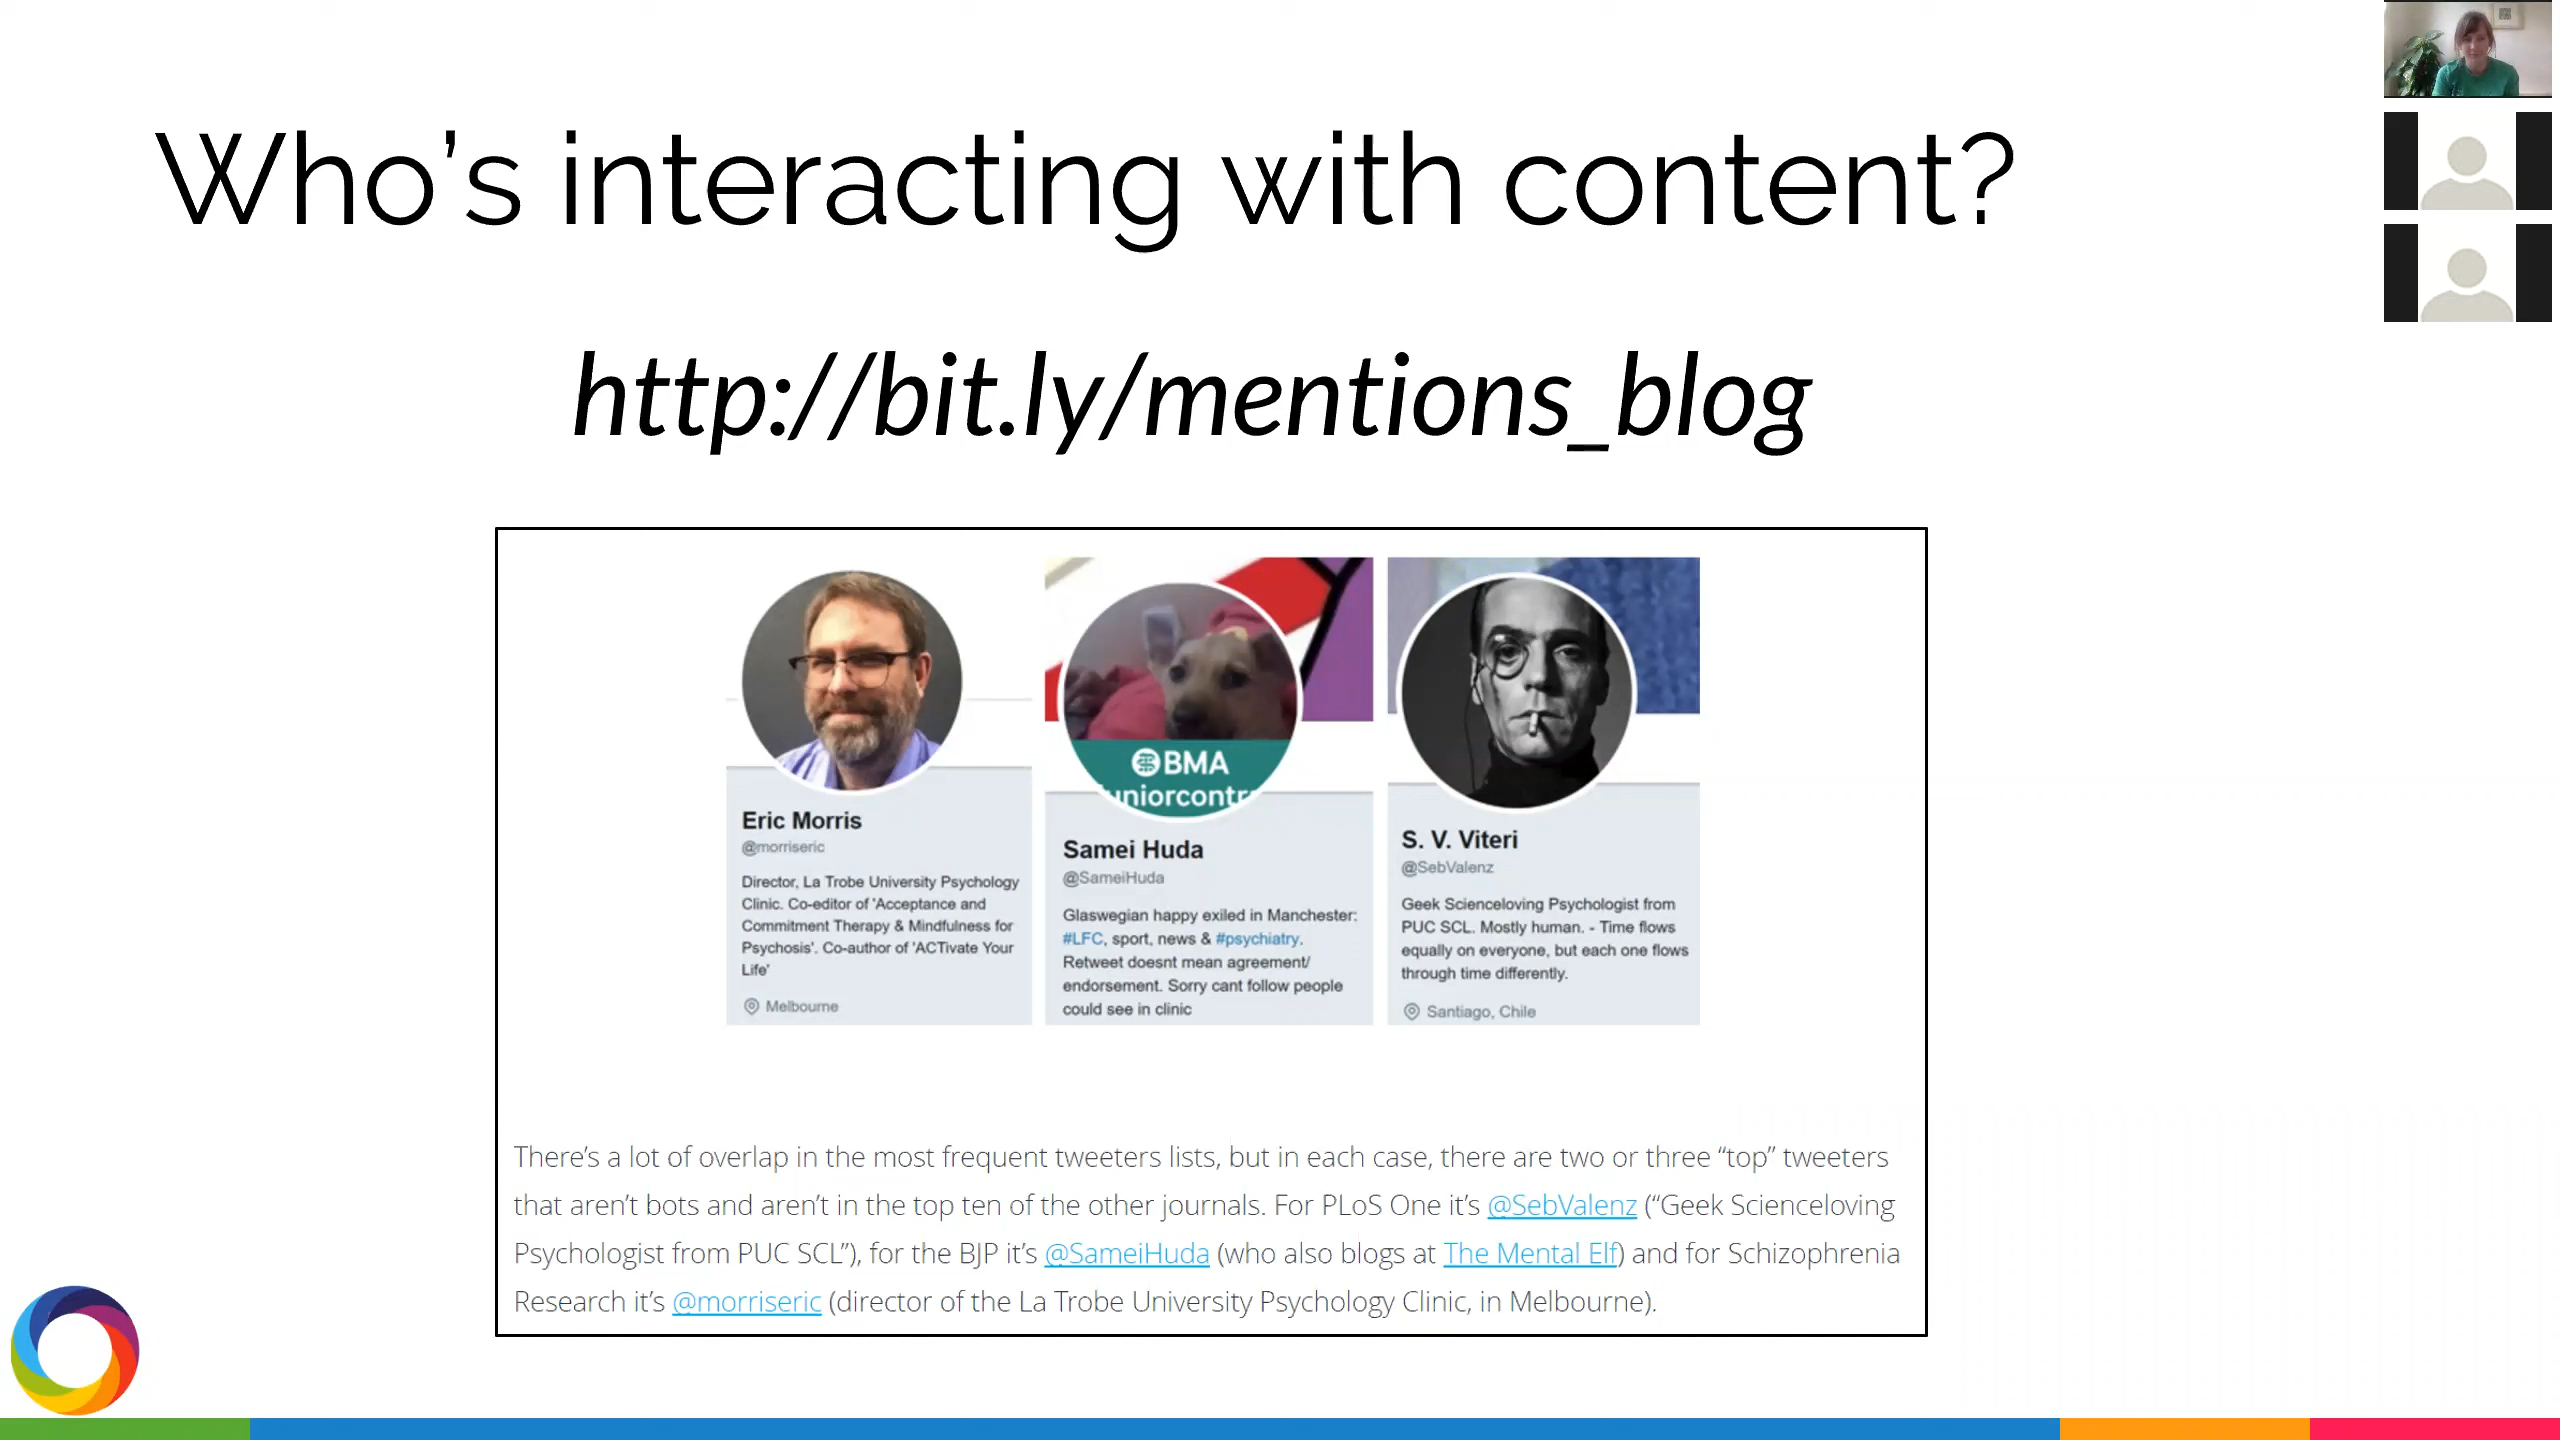 Who’s interacting with content?
http://bit.ly/mentions_blog
BMA
uniorcontr
Eric Morris
@morriseric
Director, La Trobe University Psychology
Clinic. Co-editor of 'Acceptance and
Commitment Therapy & Mindfulness for
Psychosis'. Co-author of 'ACTivate Your
Life'
Melbourne
Samei Huda
@SameiHuda
Glaswegian happy exiled in Manchester:
#LFC, sport, news & #psychiatry.
Retweet doesnt mean agreement/
endorsement. Sorry cant follow people
could see in clinic
S. V. Viteri
@SebValenz
Geek Scienceloving Psychologist from
PUC SCL. Mostly human. - Time flows
equally on everyone, but each one flows
through time differently.
Santiago, Chile
There’s a lot of overlap in the most frequent tweeters lists, but in each case, there are two or three “top” tweeters
that aren’t bots and aren’t in the top ten of the other journals. For PLoS One it’s @SebValenz (“Geek Scienceloving
Psychologist from PUC SCL”), for the BJP it’s @SameiHuda (who also blogs at The Mental Elf) and for Schizophrenia
Research it’s @morriseric (director of the La Trobe University Psychology Clinic, in Melbourne).